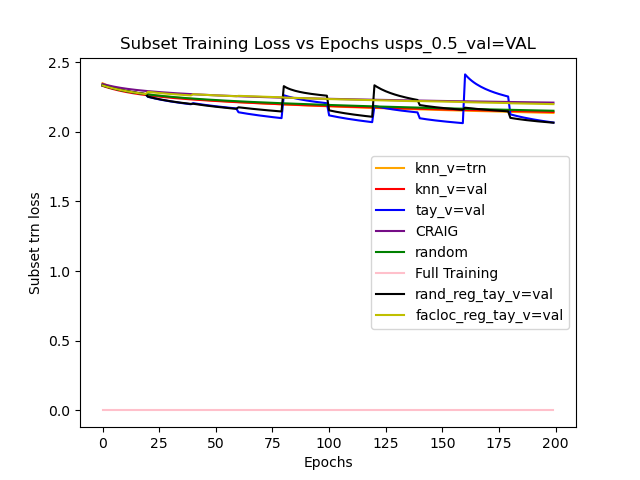 Subset Training Loss vs Epochs usps_0.5_val=VAL
2.5
2.0
1.5
1.0
0.5
0.0
Subset trn loss
knn_v=trn
knn_v=val
tay_v=val
CRAIG
random
Full Training
rand_reg_tay_v=val
facloc_reg_tay_v=val
0 25 50 75 100 125 150 175 200
Epochs